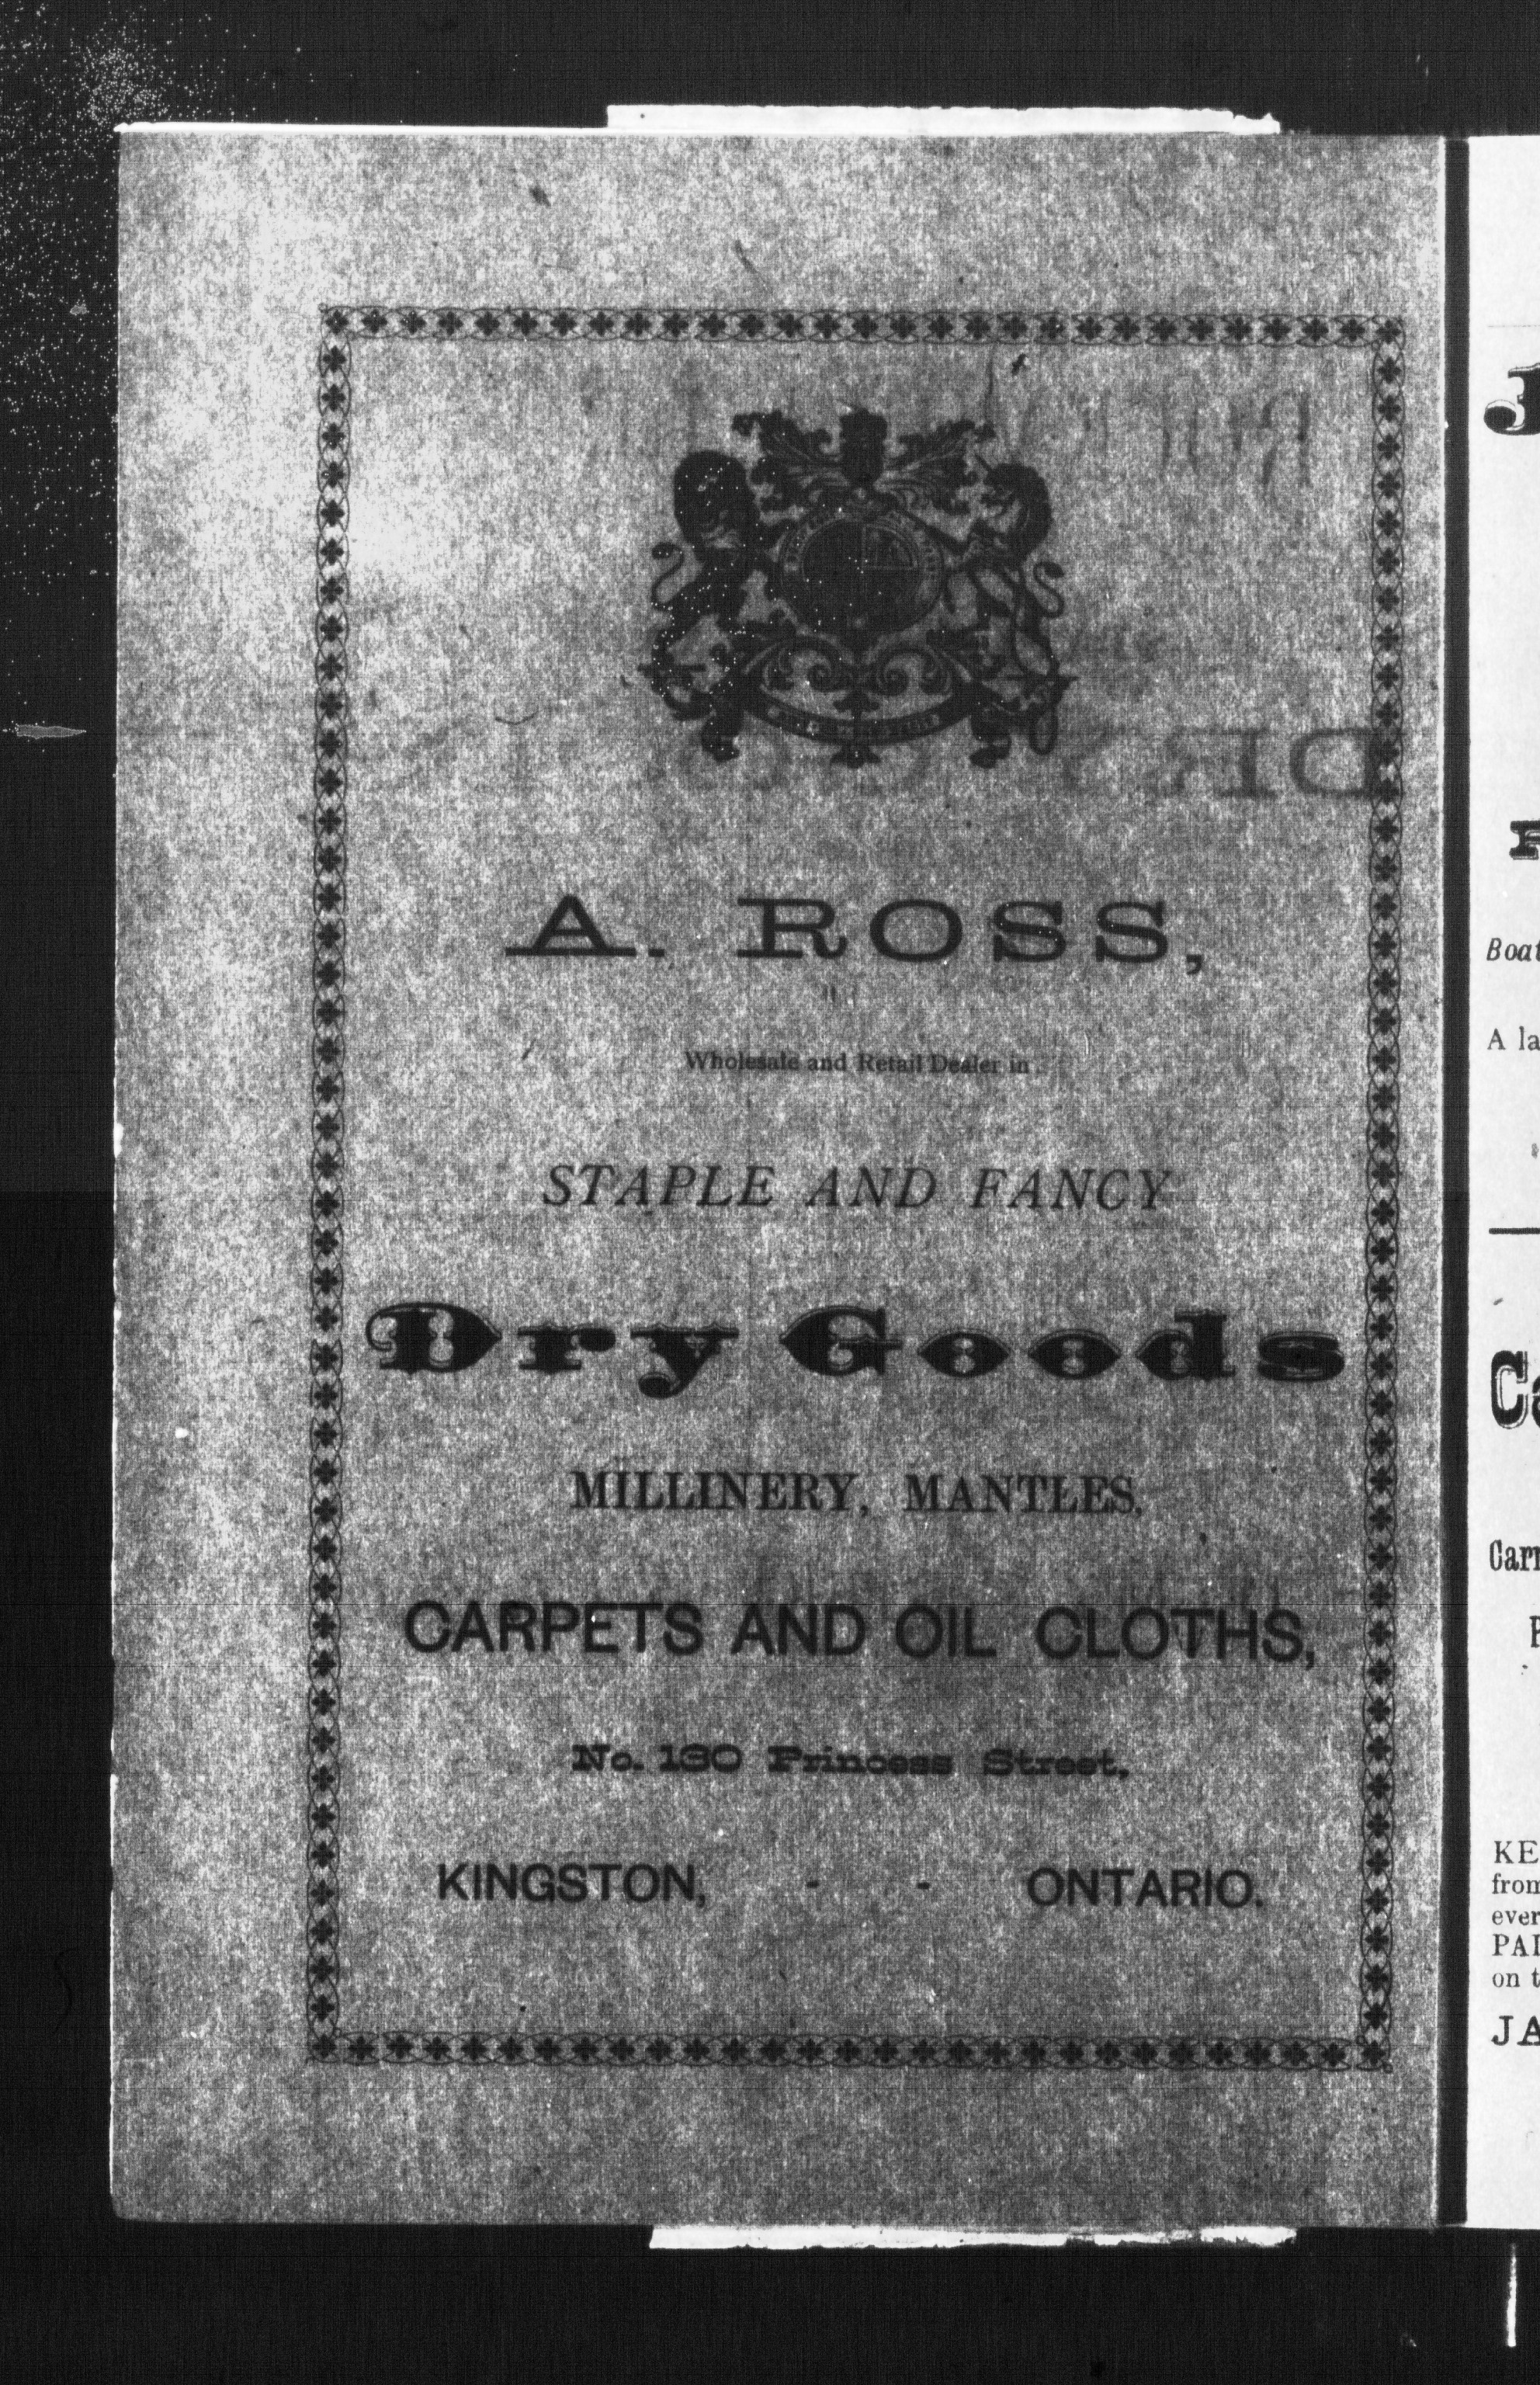 A. ROSS,
Wholesale and Retail Dealer in
STAPLE AND FANCY
Dry Goods
MILLINERY, MANTLES,
CARPETS AND OIL CLOTHS,
No. 130 Princess Street,
KINGSTON, - - ONTARIO.
J
Boat
A la
Ca
Carr
KE
from
ever
PAI
on t
JA